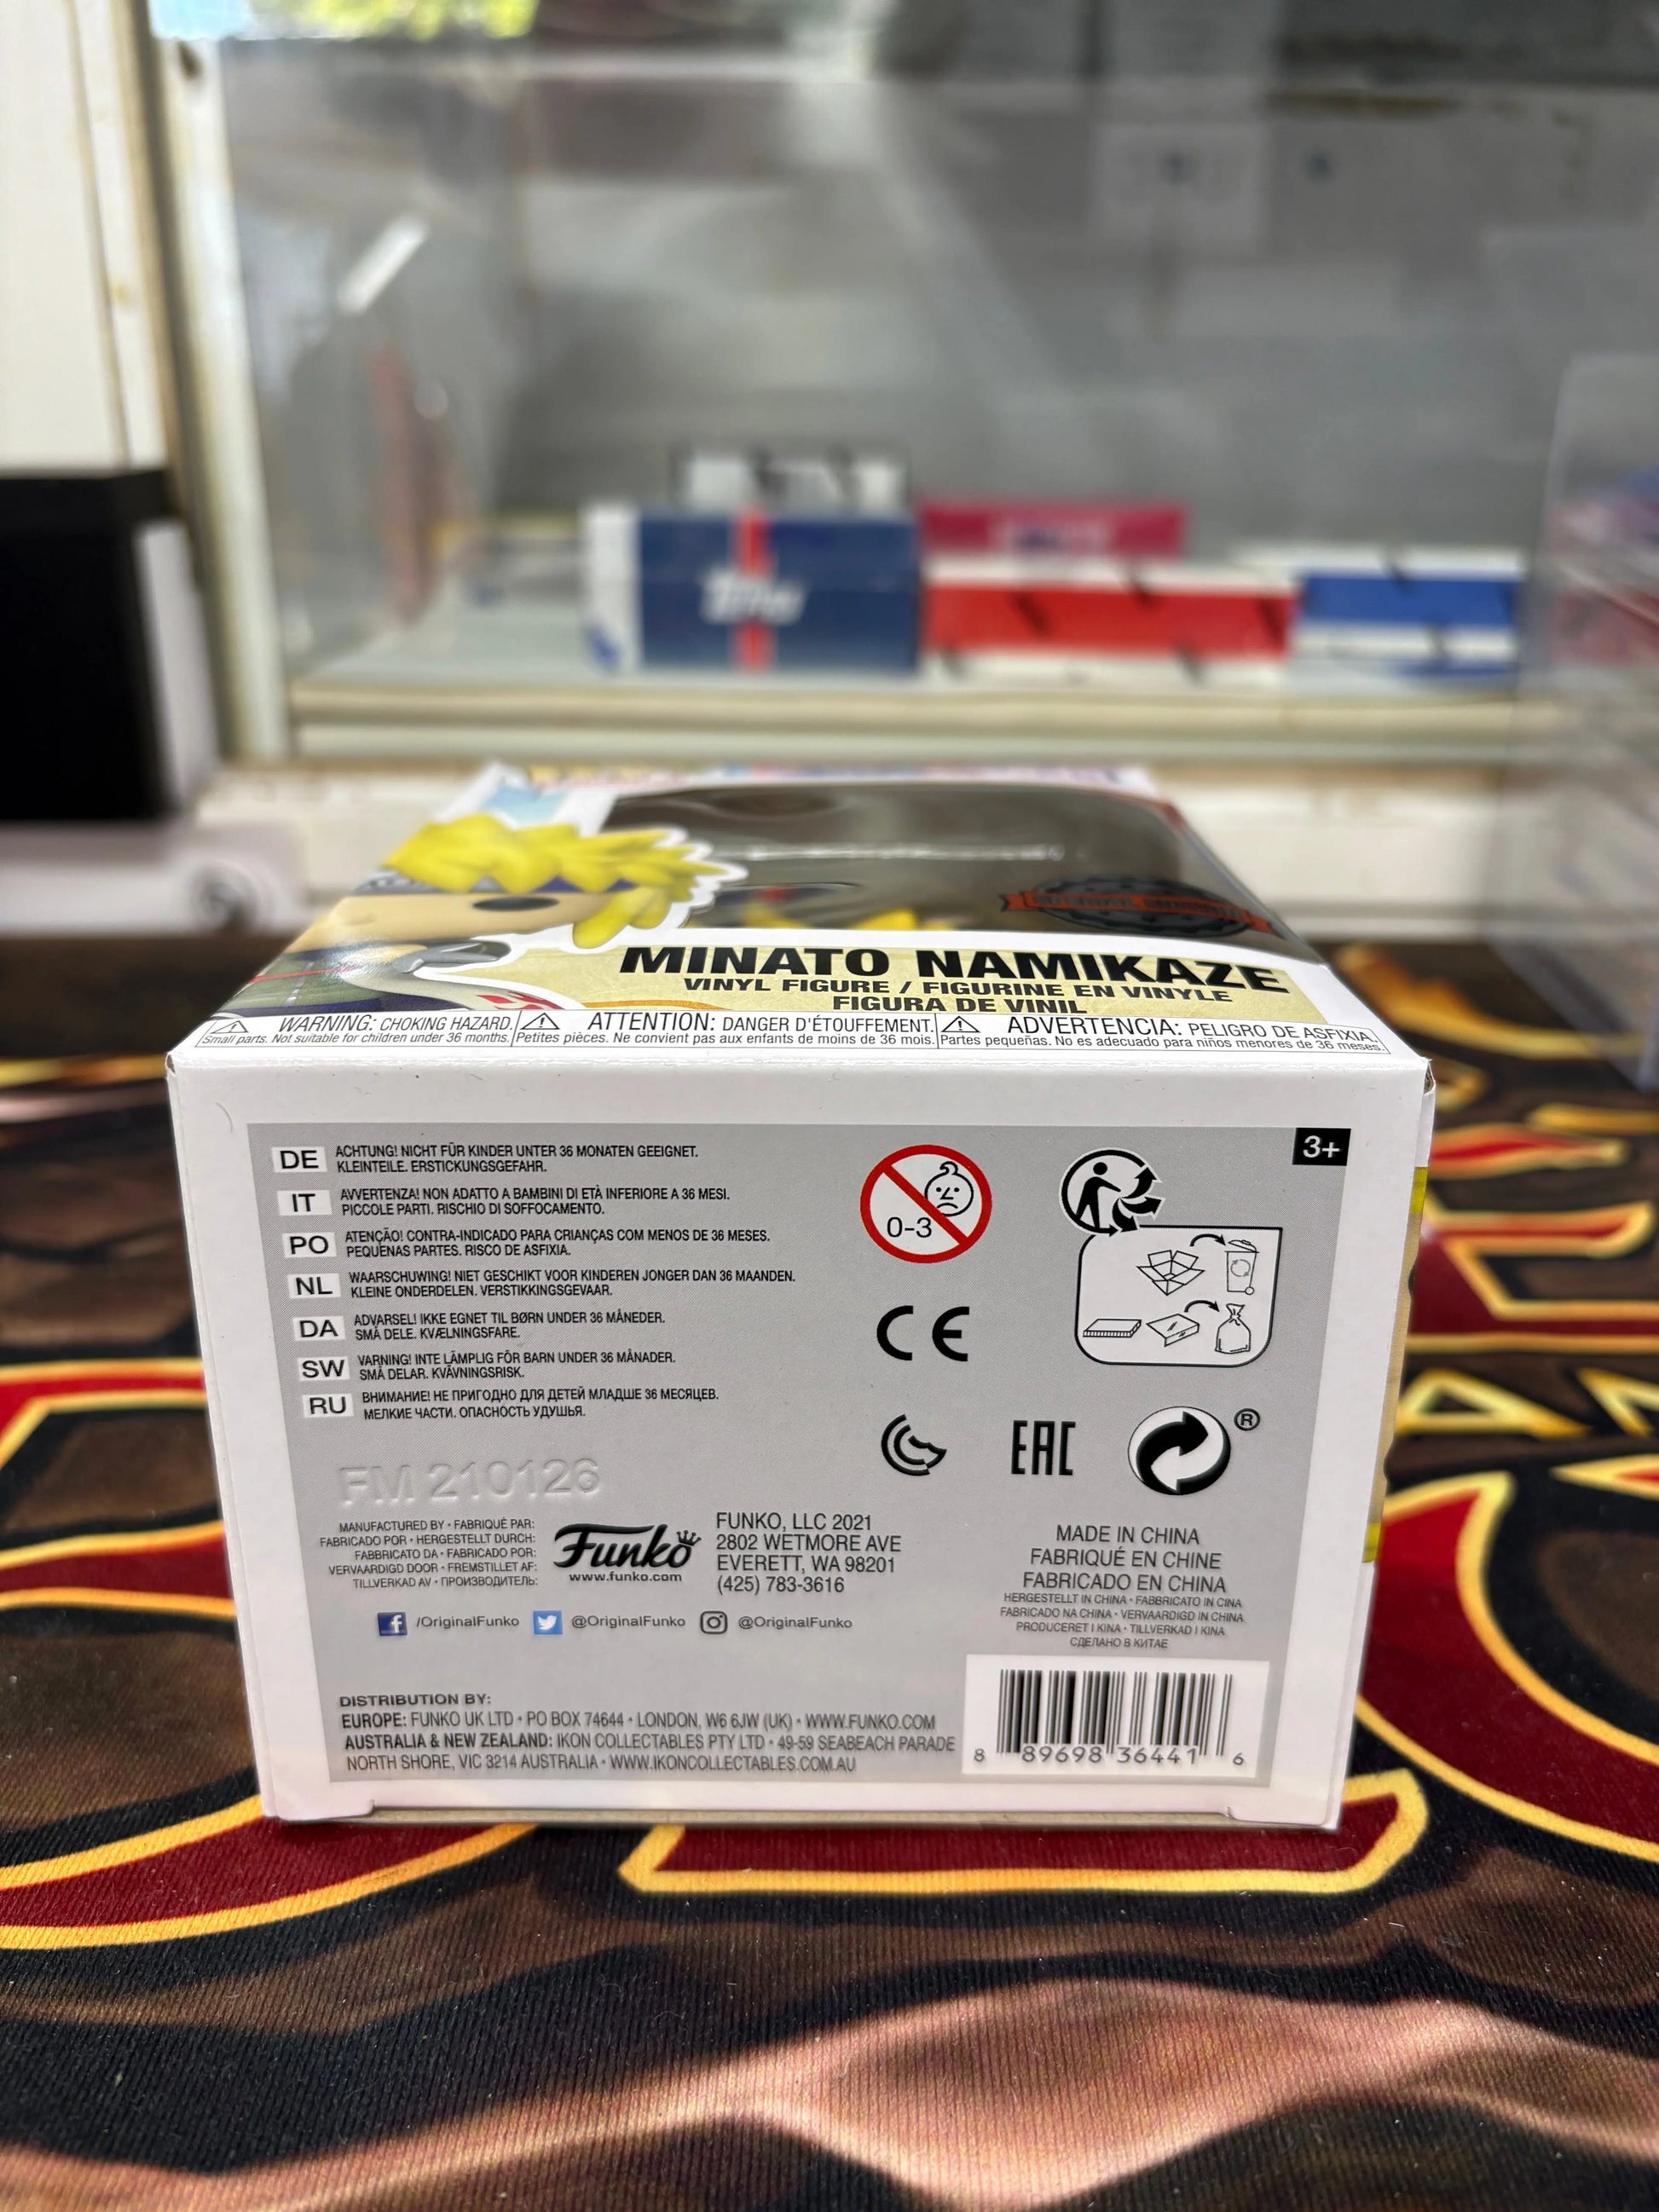 topps
SPECIAL EDITION
MINATO NAMIKAZE
VINYL FIGURE / FIGURINE EN VINYLE
FIGURA DE VINIL
WARNING: CHOKING HAZARD.
Small parts. Not suitable for children under 36 months.
ATTENTION: DANGER D'ÉTOUFFEMENT.
Petites pièces. Ne convient pas aux enfants de moins de 36 mois.
ADVERTENCIA: PELIGRO DE ASFIXIA.
Partes pequeñas. No es adecuado para niños menores de 36 meses.
DE ACHTUNG! NICHT FÜR KINDER UNTER 36 MONATEN GEEIGNET.
KLEINTEILE. ERSTICKUNGSGEFAHR.
IT AVVERTENZA! NON ADATTO A BAMBINI DI ETÀ INFERIORE A 36 MESI.
PICCOLE PARTI. RISCHIO DI SOFFOCAMENTO.
PO ATENÇÃO! CONTRA-INDICADO PARA CRIANÇAS COM MENOS DE 36 MESES.
PEQUENAS PARTES. RISCO DE ASFIXIA.
NL WAARSCHUWING! NIET GESCHIKT VOOR KINDEREN JONGER DAN 36 MAANDEN.
KLEINE ONDERDELEN. VERSTIKKINGSGEVAAR.
DA ADVARSEL! IKKE EGNET TIL BØRN UNDER 36 MÅNEDER.
SMÅ DELE. KVÆLNINGSFARE.
SW VARNING! INTE LÄMPLIG FÖR BARN UNDER 36 MÅNADER.
SMÅ DELAR. KVÄVNINGSRISK.
RU ВНИМАНИЕ! НЕ ПРИГОДНО ДЛЯ ДЕТЕЙ МЛАДШЕ 36 МЕСЯЦЕВ.
МЕЛКИЕ ЧАСТИ. ОПАСНОСТЬ УДУШЬЯ.
0-3
3+
CE
EAC
®
FM 210126
MANUFACTURED BY • FABRIQUÉ PAR:
FABRICADO POR • HERGESTELLT DURCH:
FABBRICATO DA • FABRICADO POR:
VERVAARDIGD DOOR • FREMSTILLET AF:
TILLVERKAD AV • ПРОИЗВОДИТЕЛЬ:
Funko
www.funko.com
FUNKO, LLC 2021
2802 WETMORE AVE
EVERETT, WA 98201
(425) 783-3616
f /OriginalFunko @OriginalFunko @OriginalFunko
MADE IN CHINA
FABRIQUÉ EN CHINE
FABRICADO EN CHINA
HERGESTELLT IN CHINA • FABBRICATO IN CINA
FABRICADO NA CHINA • VERVAARDIGD IN CHINA
PRODUCERET I KINA • TILLVERKAD I KINA
СДЕЛАНО В КИТАЕ
DISTRIBUTION BY:
EUROPE: FUNKO UK LTD • PO BOX 74644 • LONDON, W6 6JW (UK) • WWW.FUNKO.COM
AUSTRALIA & NEW ZEALAND: IKON COLLECTABLES PTY LTD • 49-59 SEABEACH PARADE
NORTH SHORE, VIC 3214 AUSTRALIA • WWW.IKONCOLLECTABLES.COM.AU
8 89698 36441 6